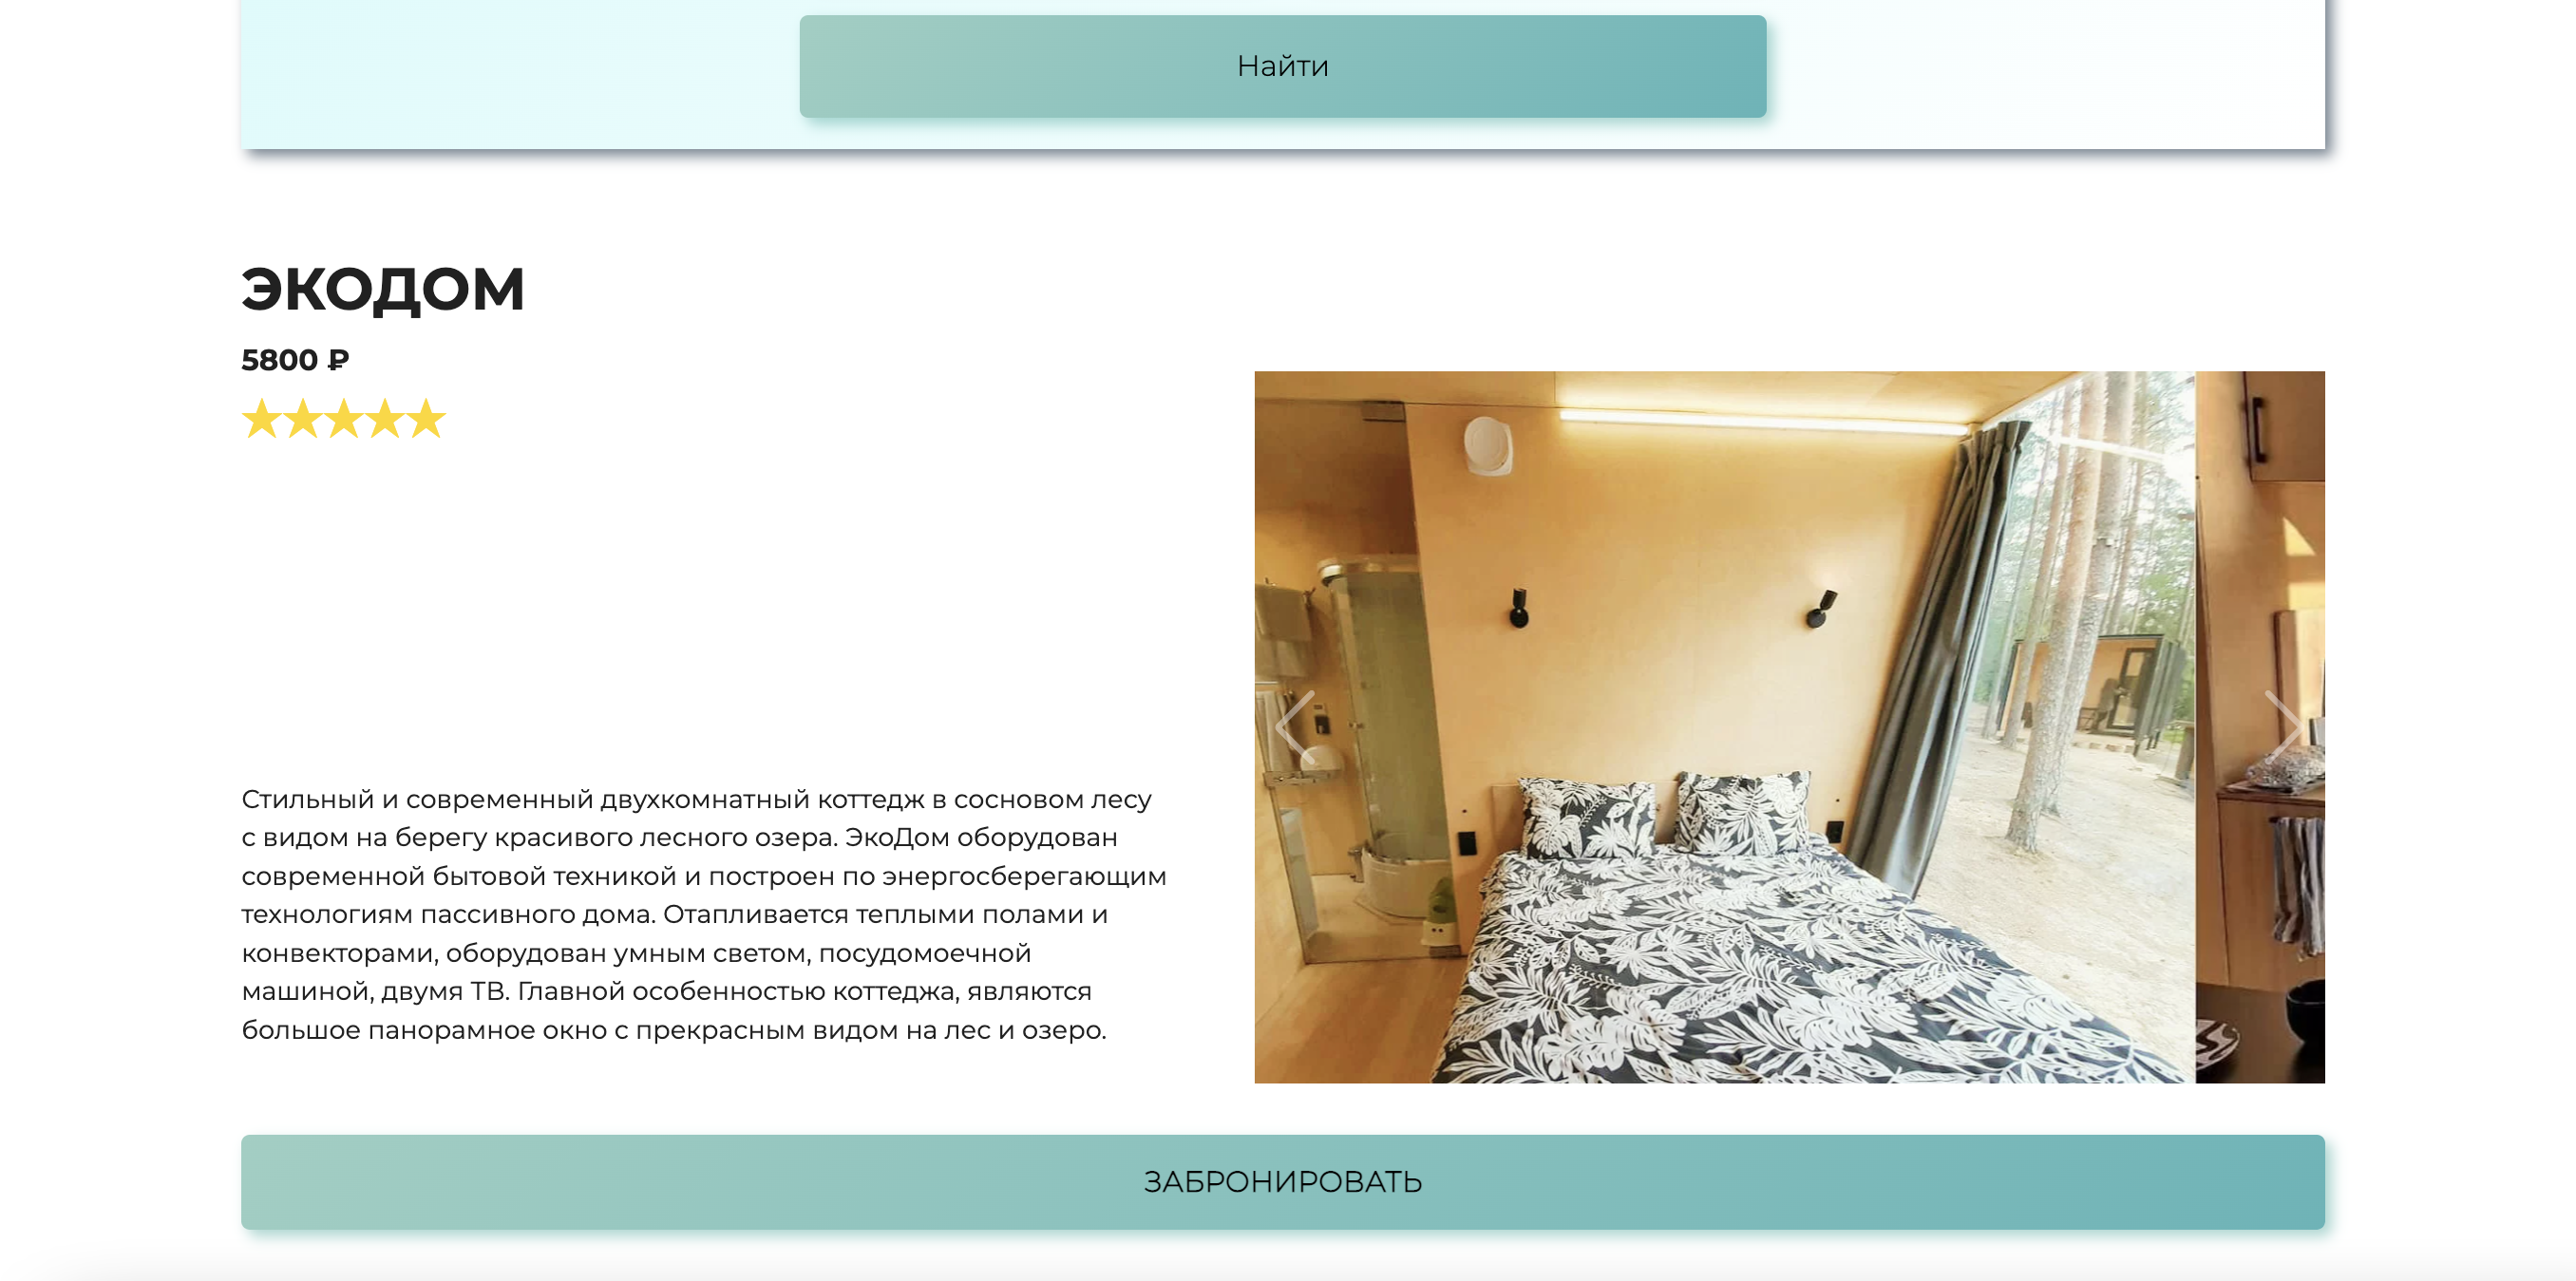 Найти
ЭКОДОМ
5800 ₽
Стильный и современный двухкомнатный коттедж в сосновом лесу
с видом на берегу красивого лесного озера. ЭкоДом оборудован
современной бытовой техникой и построен по энергосберегающим
технологиям пассивного дома. Отапливается теплыми полами и
конвекторами, оборудован умным светом, посудомоечной
машиной, двумя ТВ. Главной особенностью коттеджа, являются
большое панорамное окно с прекрасным видом на лес и озеро.
ЗАБРОНИРОВАТЬ